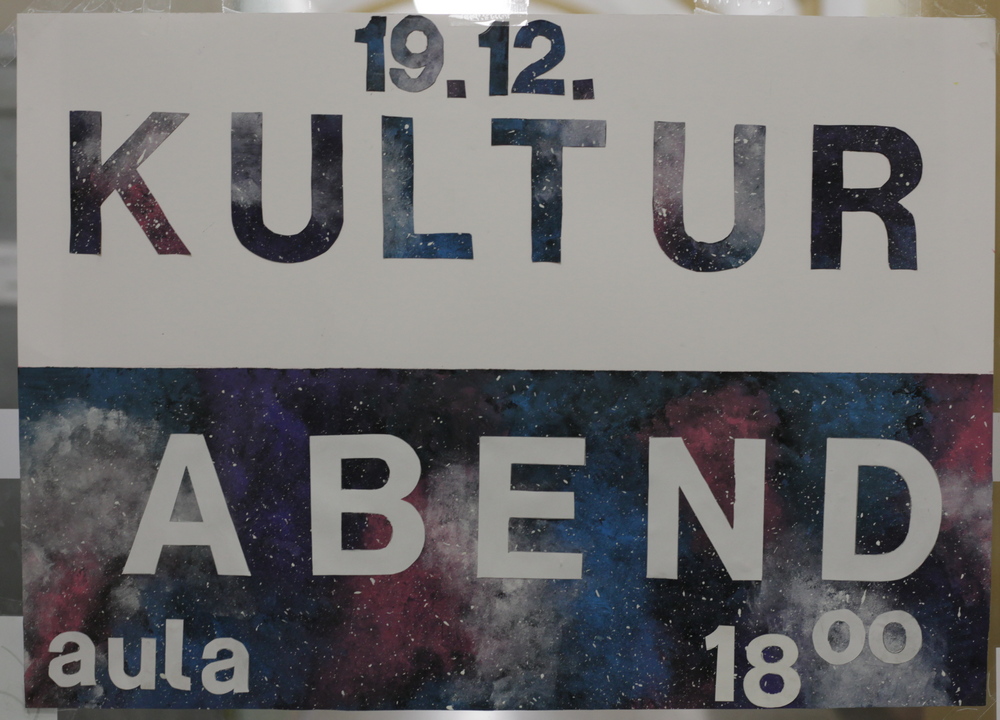 19.12.
KULTUR
ABEND
aula 18⁰⁰